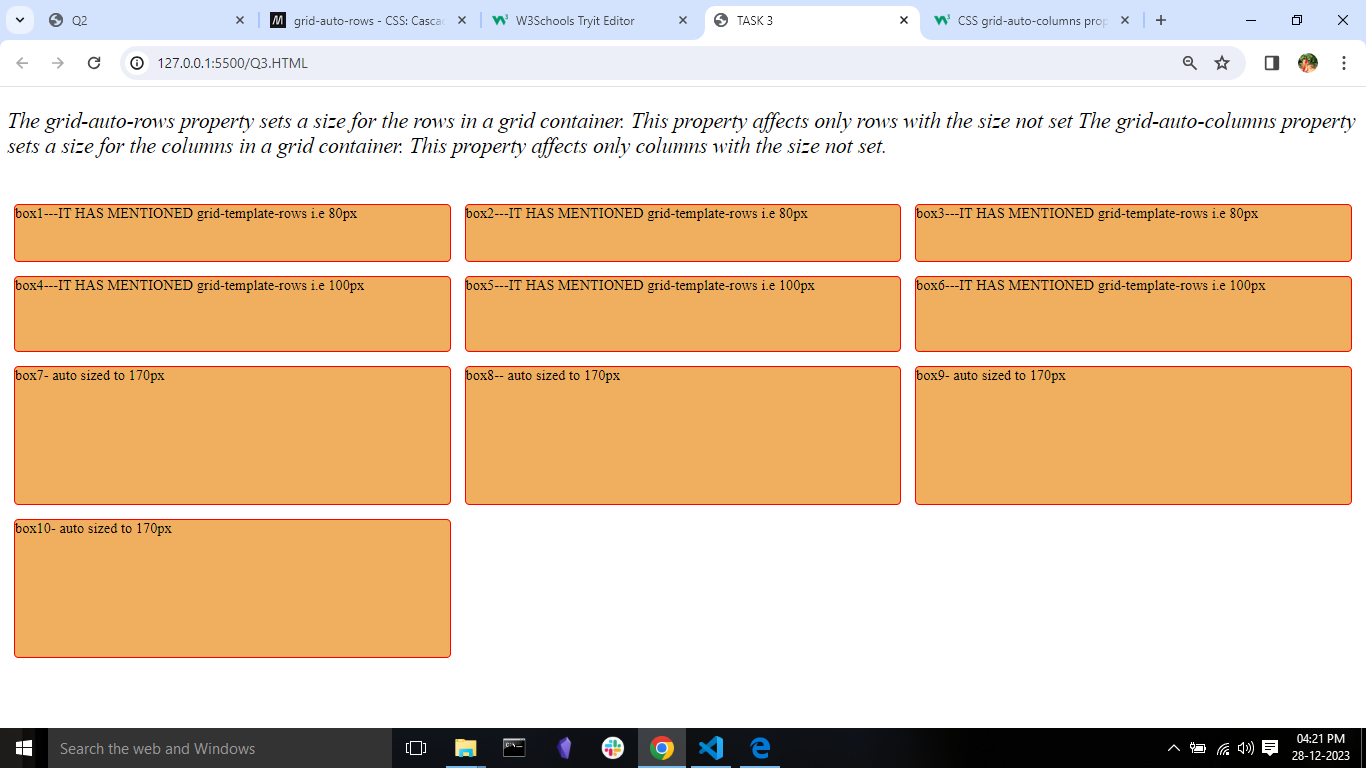 Q2
grid-auto-rows - CSS: Casca
W3Schools Tryit Editor
TASK 3
CSS grid-auto-columns prop
127.0.0.1:5500/Q3.HTML
The grid-auto-rows property sets a size for the rows in a grid container. This property affects only rows with the size not set The grid-auto-columns property
sets a size for the columns in a grid container. This property affects only columns with the size not set.
box1---IT HAS MENTIONED grid-template-rows i.e 80px
box2---IT HAS MENTIONED grid-template-rows i.e 80px
box3---IT HAS MENTIONED grid-template-rows i.e 80px
box4---IT HAS MENTIONED grid-template-rows i.e 100px
box5---IT HAS MENTIONED grid-template-rows i.e 100px
box6---IT HAS MENTIONED grid-template-rows i.e 100px
box7- auto sized to 170px
box8-- auto sized to 170px
box9- auto sized to 170px
box10- auto sized to 170px
Search the web and Windows
04:21 PM
28-12-2023